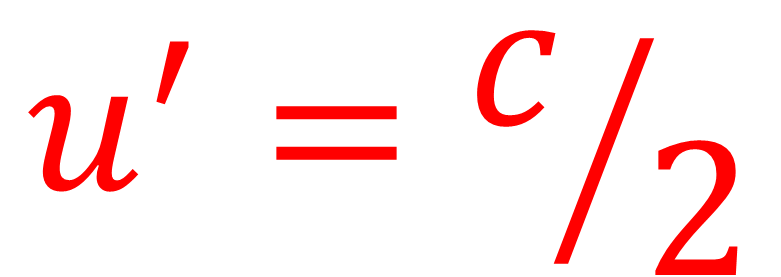 u′ = c/2